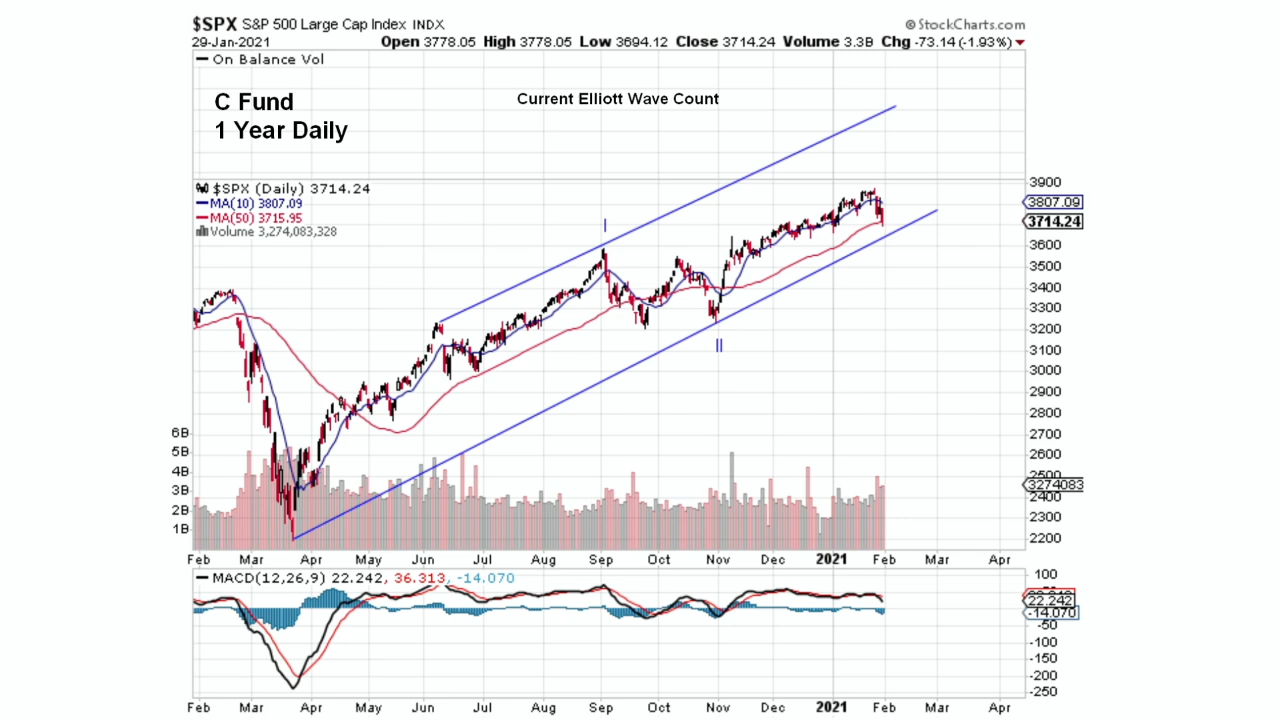 $SPX S&P 500 Large Cap Index INDX
© StockCharts.com
29-Jan-2021
Open 3778.05 High 3778.05 Low 3694.12 Close 3714.24 Volume 3.3B Chg -73.14 (-1.93%)
On Balance Vol
C Fund
Current Elliott Wave Count
1 Year Daily
$SPX (Daily) 3714.24
MA(10) 3807.09
MA(50) 3715.95
Volume 3,274,083,328
I
II
3900
3807.09
3714.24
3600
3500
3400
3300
3200
3100
3000
2900
2800
2700
2600
2500
3274083
2400
2300
2200
6B
5B
4B
3B
2B
1B
Feb Mar Apr May Jun Jul Aug Sep Oct Nov Dec 2021 Feb Mar Apr
MACD(12,26,9) 22.242, 36.313, -14.070
100
22.242
-14.070
-50
-100
-150
-200
-250
Feb Mar Apr May Jun Jul Aug Sep Oct Nov Dec 2021 Feb Mar Apr